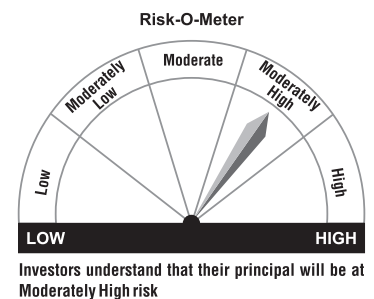 Risk-O-Meter
Low
Moderately
Low
Moderate
Moderately
High
High
LOW
HIGH
Investors understand that their principal will be at
Moderately High risk